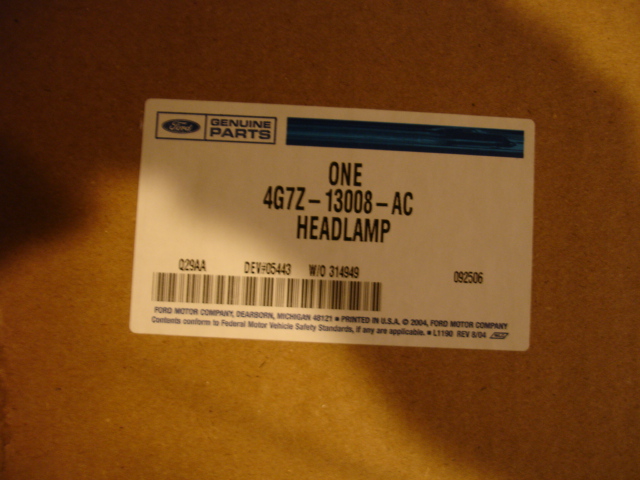 Ford GENUINE PARTS
ONE
4G7Z-13008-AC
HEADLAMP
Q29AA DEV#05443 W/O 314949 092506
FORD MOTOR COMPANY, DEARBORN, MICHIGAN 48121 ■ PRINTED IN U.S.A. © 2004, FORD MOTOR COMPANY
Contents conform to Federal Motor Vehicle Safety Standards, if any are applicable. ■ L1190 REV 8/04